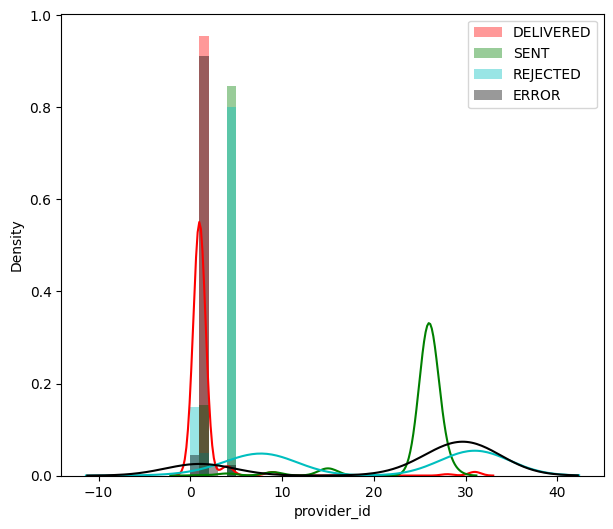 1.0
0.8
0.6
0.4
0.2
0.0
Density
−10
0
10
20
30
40
provider_id
DELIVERED
SENT
REJECTED
ERROR